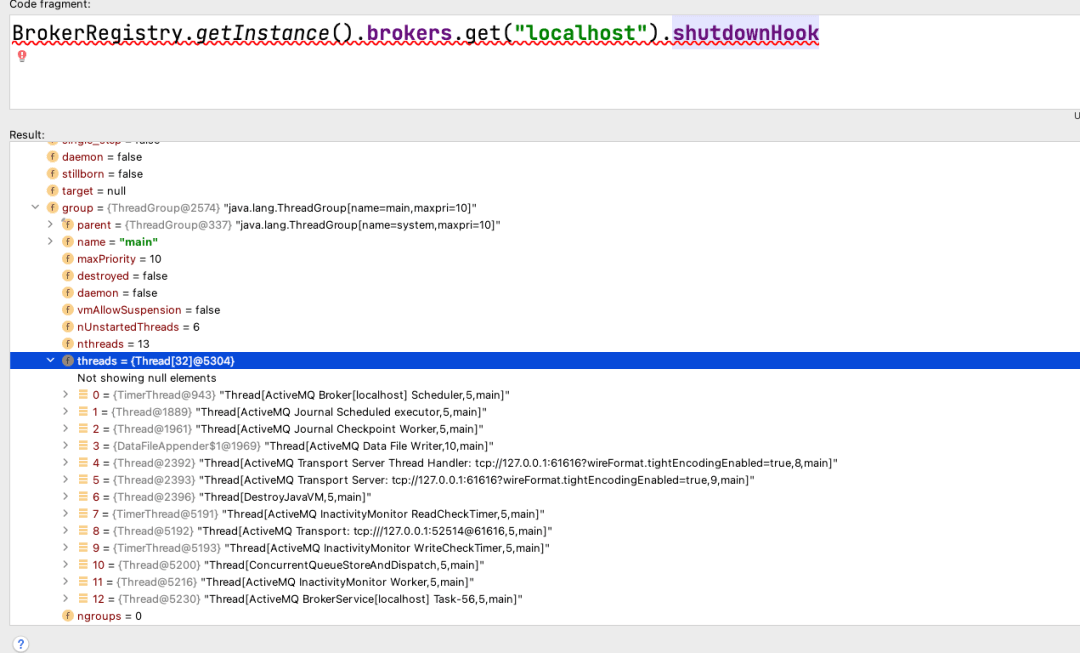 Code fragment:
BrokerRegistry.getInstance().brokers.get("localhost").shutdownHook
Result:
single_step = false
f daemon = false
f stillborn = false
f target = null
f group = {ThreadGroup@2574} "java.lang.ThreadGroup[name=main,maxpri=10]"
f parent = {ThreadGroup@337} "java.lang.ThreadGroup[name=system,maxpri=10]"
f name = "main"
f maxPriority = 10
f destroyed = false
f daemon = false
f vmAllowSuspension = false
f nUnstartedThreads = 6
f nthreads = 13
f threads = {Thread[32]@5304}
Not showing null elements
0 = {TimerThread@943} "Thread[ActiveMQ Broker[localhost] Scheduler,5,main]"
1 = {Thread@1889} "Thread[ActiveMQ Journal Scheduled executor,5,main]"
2 = {Thread@1961} "Thread[ActiveMQ Journal Checkpoint Worker,5,main]"
3 = {DataFileAppender$1@1969} "Thread[ActiveMQ Data File Writer,10,main]"
4 = {Thread@2392} "Thread[ActiveMQ Transport Server Thread Handler: tcp://127.0.0.1:61616?wireFormat.tightEncodingEnabled=true,8,main]"
5 = {Thread@2393} "Thread[ActiveMQ Transport Server: tcp://127.0.0.1:61616?wireFormat.tightEncodingEnabled=true,9,main]"
6 = {Thread@2396} "Thread[DestroyJavaVM,5,main]"
7 = {TimerThread@5191} "Thread[ActiveMQ InactivityMonitor ReadCheckTimer,5,main]"
8 = {Thread@5192} "Thread[ActiveMQ Transport: tcp:///127.0.0.1:52514@61616,5,main]"
9 = {TimerThread@5193} "Thread[ActiveMQ InactivityMonitor WriteCheckTimer,5,main]"
10 = {Thread@5200} "Thread[ConcurrentQueueStoreAndDispatch,5,main]"
11 = {Thread@5216} "Thread[ActiveMQ InactivityMonitor Worker,5,main]"
12 = {Thread@5230} "Thread[ActiveMQ BrokerService[localhost] Task-56,5,main]"
f ngroups = 0
?